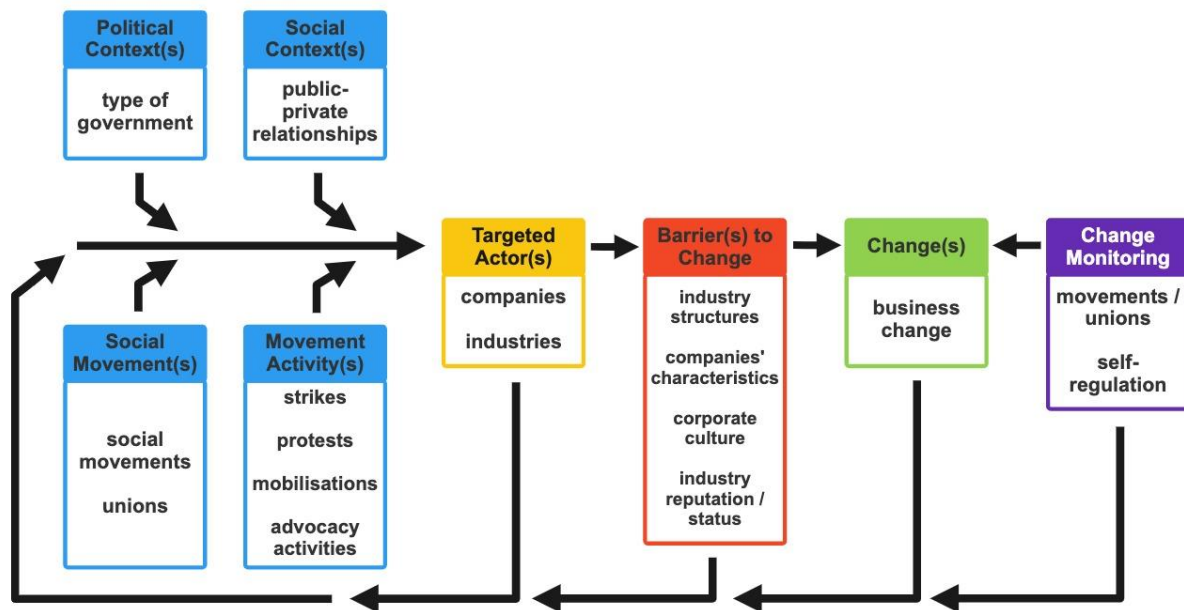 Political
Context(s)
type of
government
Social
Context(s)
public-
private
relationships
Social
Movement(s)
social
movements
unions
Movement
Activity(s)
strikes
protests
mobilisations
advocacy
activities
Targeted
Actor(s)
companies
industries
Barrier(s) to
Change
industry
structures
companies'
characteristics
corporate
culture
industry
reputation /
status
Change(s)
business
change
Change
Monitoring
movements /
unions
self-
regulation